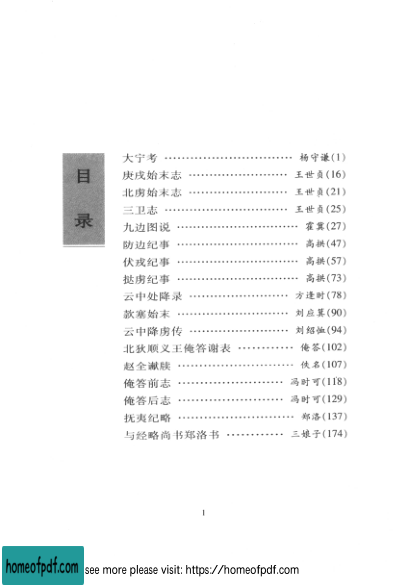 目录
大宁考 ………………………… 杨守谦(1)
庚戌始末志 ………………… 王世贞(16)
北虏始末志 ………………… 王世贞(21)
三卫志 ……………………… 王世贞(25)
九边图说 …………………… 霍冀(27)
防边纪事 …………………… 高拱(47)
伏戎纪事 …………………… 高拱(57)
挞虏纪事 …………………… 高拱(73)
云中处降录 ………………… 方逢时(78)
款塞始末 …………………… 刘应箕(90)
云中降虏传 ………………… 刘绍恤(94)
北狄顺义王俺答谢表 ………… 俺答(102)
赵全谳牍 …………………… 佚名(107)
俺答前志 …………………… 冯时可(118)
俺答后志 …………………… 冯时可(129)
抚夷纪略 …………………… 郑洛(137)
与经略尚书郑洛书 ………… 三娘子(174)
1
homeofpdf.com
see more please visit: https://homeofpdf.com